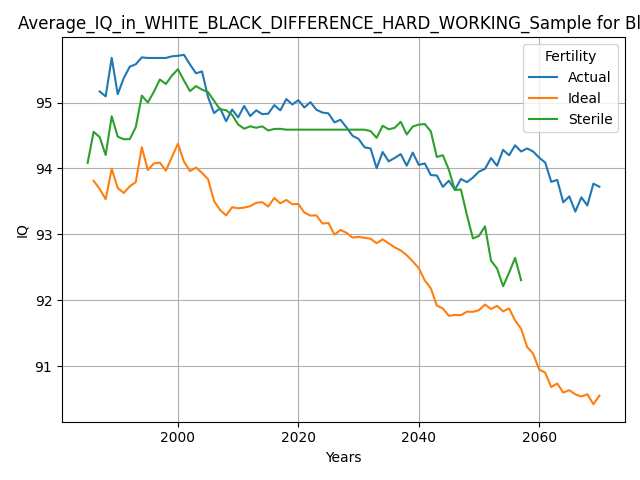 Average_IQ_in_WHITE_BLACK_DIFFERENCE_HARD_WORKING_Sample for Bl
Fertility
Actual
Ideal
Sterile
95
94
93
92
91
IQ
2000 2020 2040 2060
Years